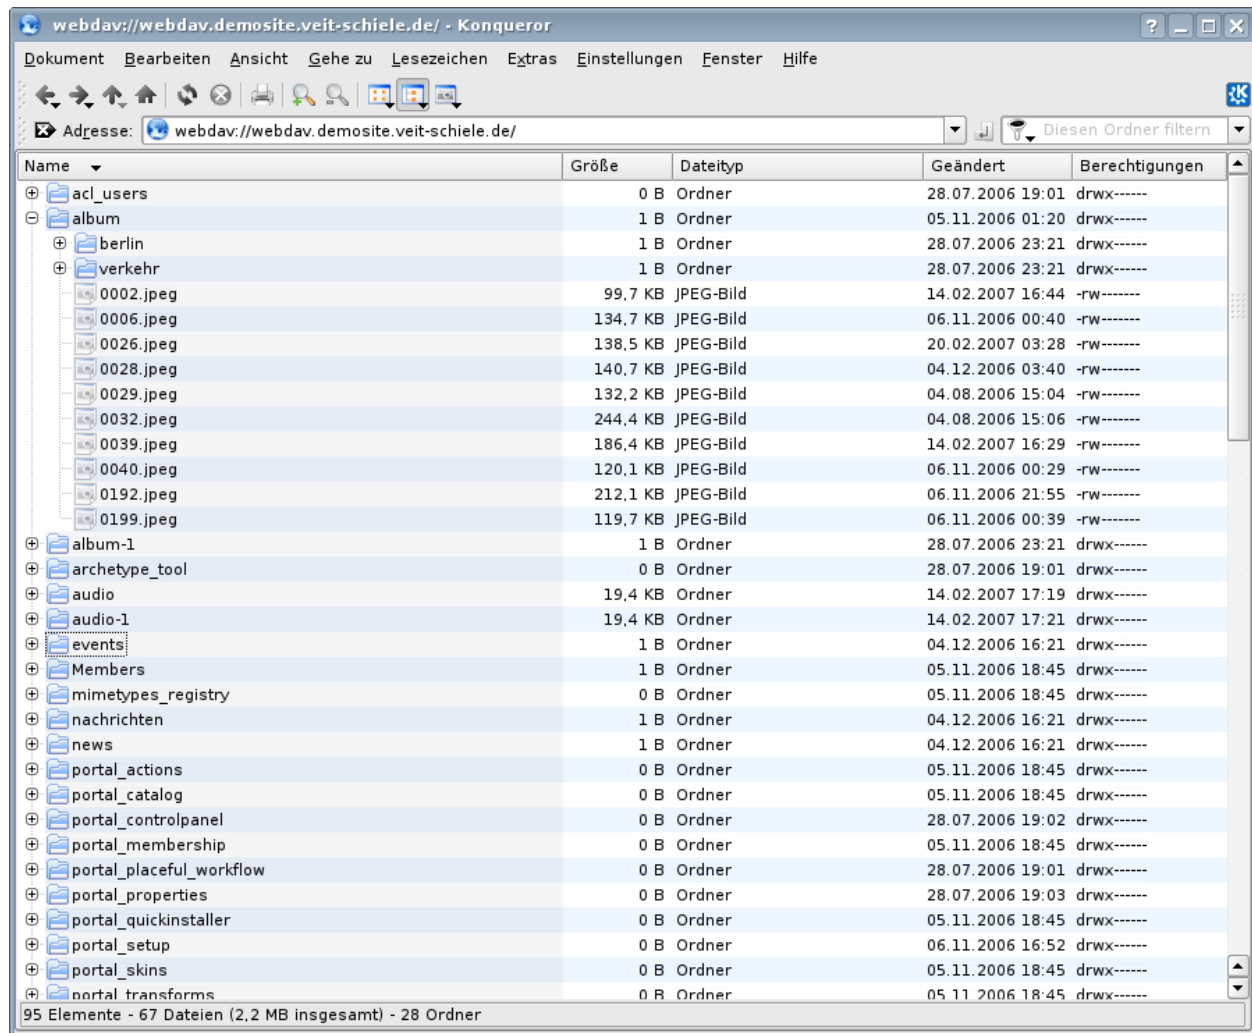 webdav://webdav.demosite.veit-schiele.de/ - Konqueror
Dokument Bearbeiten Ansicht Gehe zu Lesezeichen Extras Einstellungen Fenster Hilfe
Adresse: webdav://webdav.demosite.veit-schiele.de/ Diesen Ordner filtern
Name Größe Dateityp Geändert Berechtigungen
acl_users 0 B Ordner 28.07.2006 19:01 drwx------
album 1 B Ordner 05.11.2006 01:20 drwx------
berlin 1 B Ordner 28.07.2006 23:21 drwx------
verkehr 1 B Ordner 28.07.2006 23:21 drwx------
0002.jpeg 99,7 KB JPEG-Bild 14.02.2007 16:44 -rw-------
0006.jpeg 134,7 KB JPEG-Bild 06.11.2006 00:40 -rw-------
0026.jpeg 138,5 KB JPEG-Bild 20.02.2007 03:28 -rw-------
0028.jpeg 140,7 KB JPEG-Bild 04.12.2006 03:40 -rw-------
0029.jpeg 132,2 KB JPEG-Bild 04.08.2006 15:04 -rw-------
0032.jpeg 244,4 KB JPEG-Bild 04.08.2006 15:06 -rw-------
0039.jpeg 186,4 KB JPEG-Bild 14.02.2007 16:29 -rw-------
0040.jpeg 120,1 KB JPEG-Bild 06.11.2006 00:29 -rw-------
0192.jpeg 212,1 KB JPEG-Bild 06.11.2006 21:55 -rw-------
0199.jpeg 119,7 KB JPEG-Bild 06.11.2006 00:39 -rw-------
album-1 1 B Ordner 28.07.2006 23:21 drwx------
archetype_tool 0 B Ordner 28.07.2006 19:01 drwx------
audio 19,4 KB Ordner 14.02.2007 17:19 drwx------
audio-1 19,4 KB Ordner 14.02.2007 17:21 drwx------
events 1 B Ordner 04.12.2006 16:21 drwx------
Members 1 B Ordner 05.11.2006 18:45 drwx------
mimetypes_registry 0 B Ordner 05.11.2006 18:45 drwx------
nachrichten 1 B Ordner 04.12.2006 16:21 drwx------
news 1 B Ordner 04.12.2006 16:21 drwx------
portal_actions 0 B Ordner 05.11.2006 18:45 drwx------
portal_catalog 0 B Ordner 05.11.2006 18:45 drwx------
portal_controlpanel 0 B Ordner 28.07.2006 19:02 drwx------
portal_membership 0 B Ordner 05.11.2006 18:45 drwx------
portal_placeful_workflow 0 B Ordner 28.07.2006 19:01 drwx------
portal_properties 0 B Ordner 28.07.2006 19:03 drwx------
portal_quickinstaller 0 B Ordner 05.11.2006 18:45 drwx------
portal_setup 0 B Ordner 06.11.2006 16:52 drwx------
portal_skins 0 B Ordner 05.11.2006 18:45 drwx------
portal_transforms 0 B Ordner 05.11.2006 18:45 drwx------
95 Elemente - 67 Dateien (2,2 MB insgesamt) - 28 Ordner